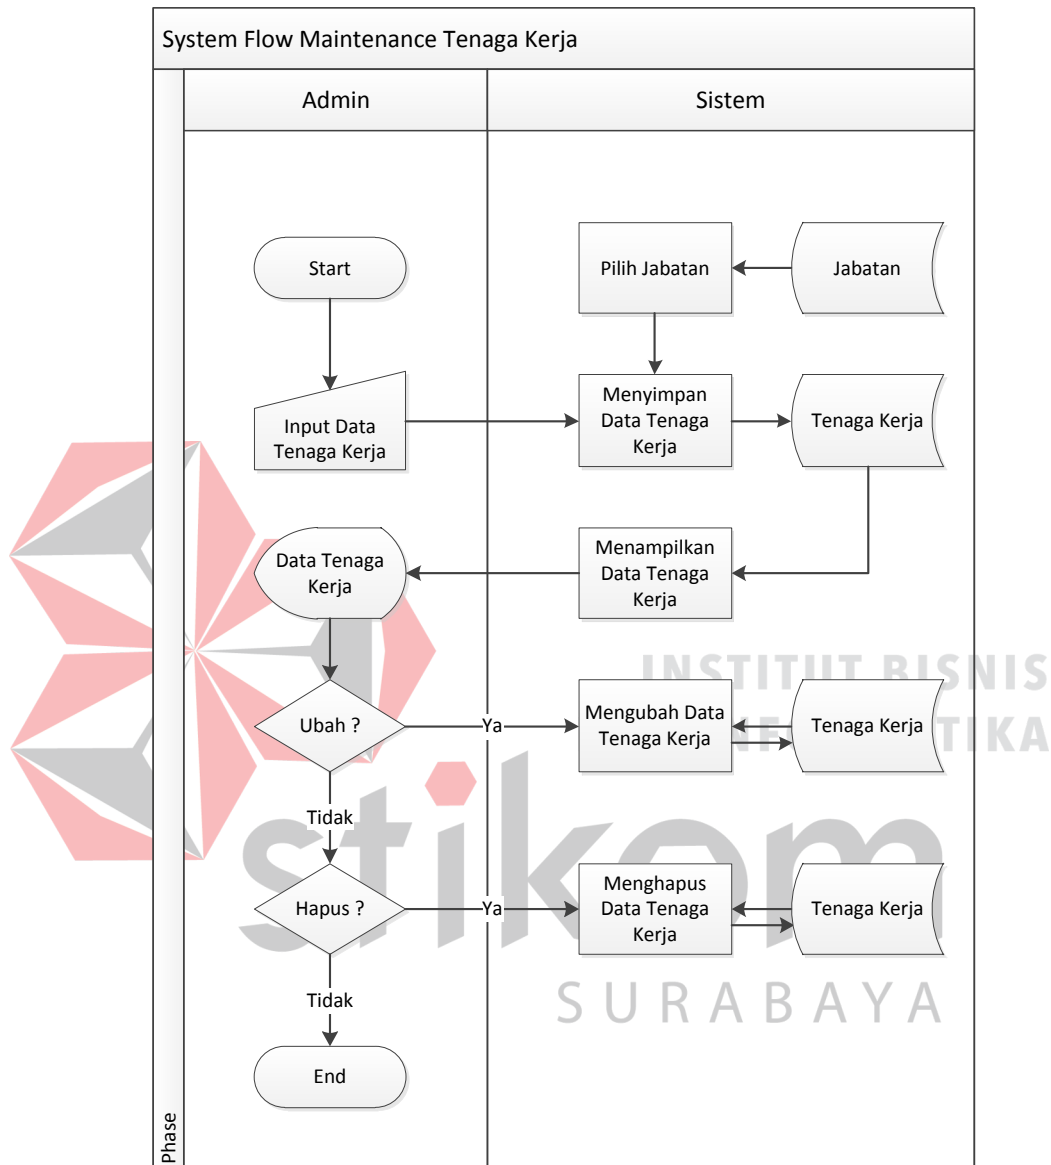 System Flow Maintenance Tenaga Kerja
Admin
Sistem
Start
Pilih Jabatan
Jabatan
Input Data
Tenaga Kerja
Menyimpan
Data Tenaga
Kerja
Tenaga Kerja
Data Tenaga
Kerja
Menampilkan
Data Tenaga
Kerja
INSTITUT BISNIS
Ubah ?
Ya
Mengubah Data
Tenaga Kerja
Tenaga Kerja
Tidak
stikom
Hapus ?
Ya
Menghapus
Data Tenaga
Kerja
Tenaga Kerja
SURABAYA
Tidak
End
Phase